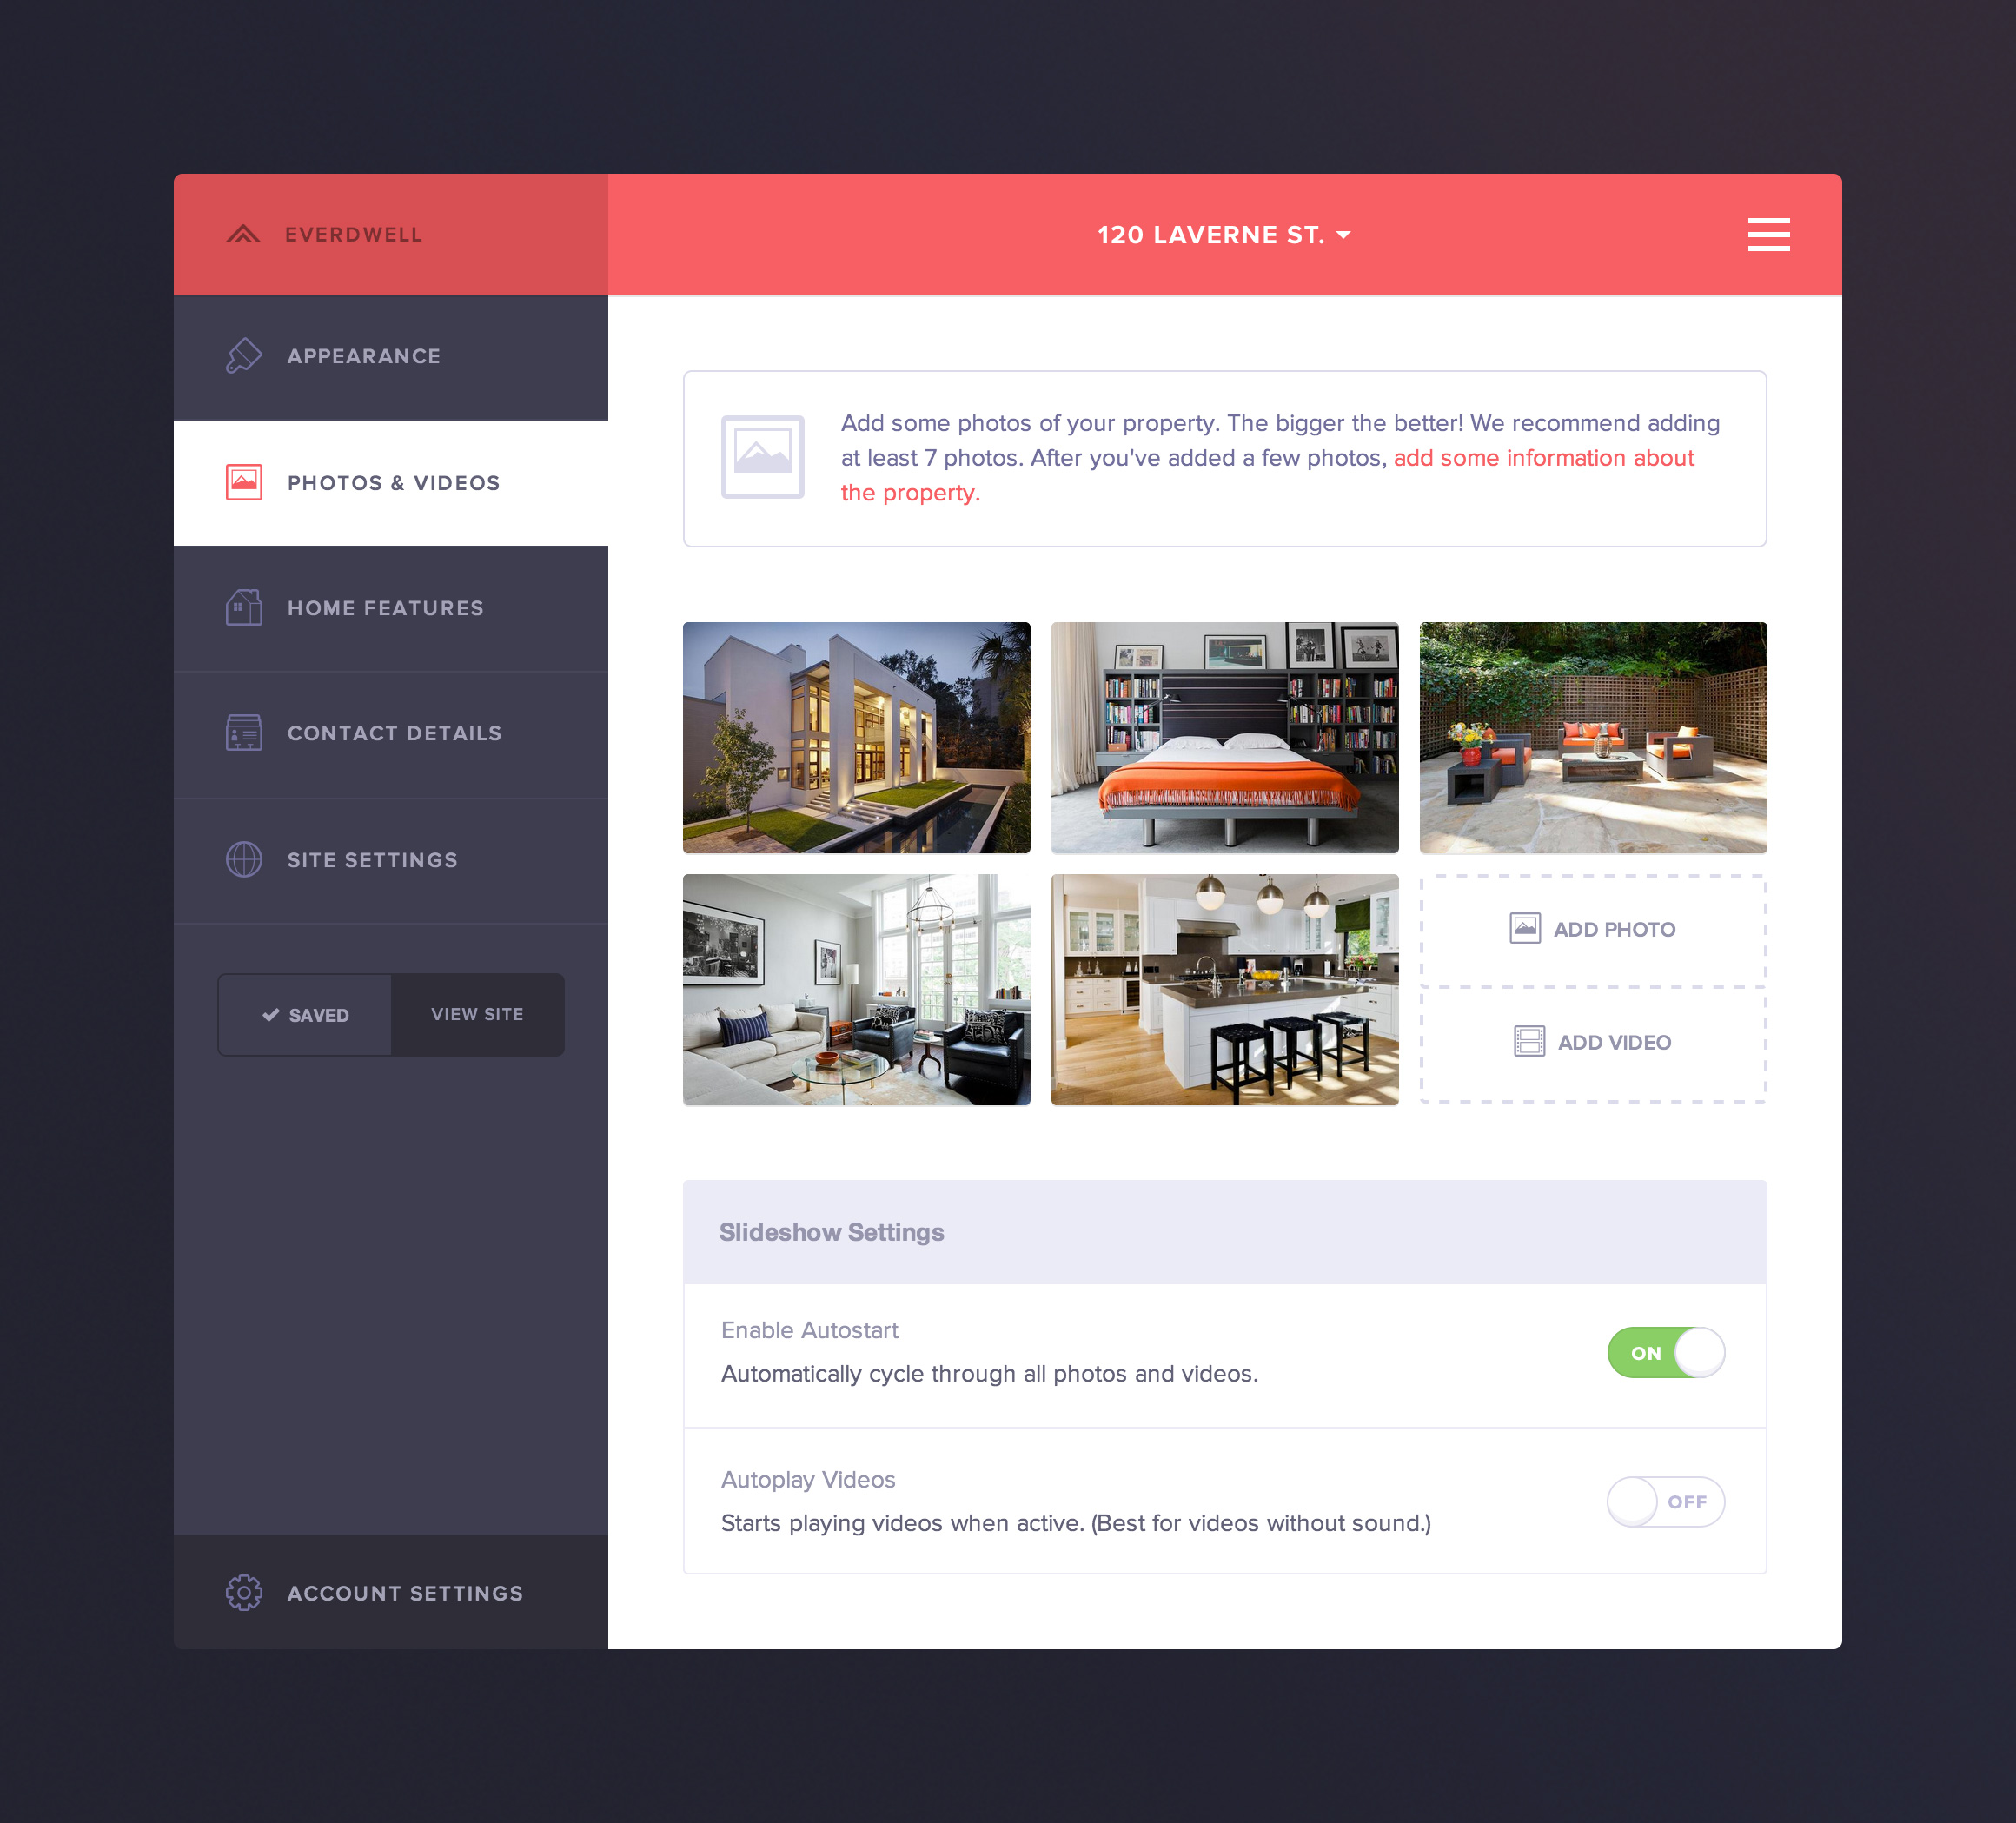 EVERDWELL
120 LAVERNE ST.
APPEARANCE
PHOTOS & VIDEOS
HOME FEATURES
CONTACT DETAILS
SITE SETTINGS
SAVED
VIEW SITE
ACCOUNT SETTINGS
Add some photos of your property. The bigger the better! We recommend adding
at least 7 photos. After you've added a few photos, add some information about
the property.
ADD PHOTO
ADD VIDEO
Slideshow Settings
Enable Autostart
Automatically cycle through all photos and videos.
ON
Autoplay Videos
Starts playing videos when active. (Best for videos without sound.)
OFF